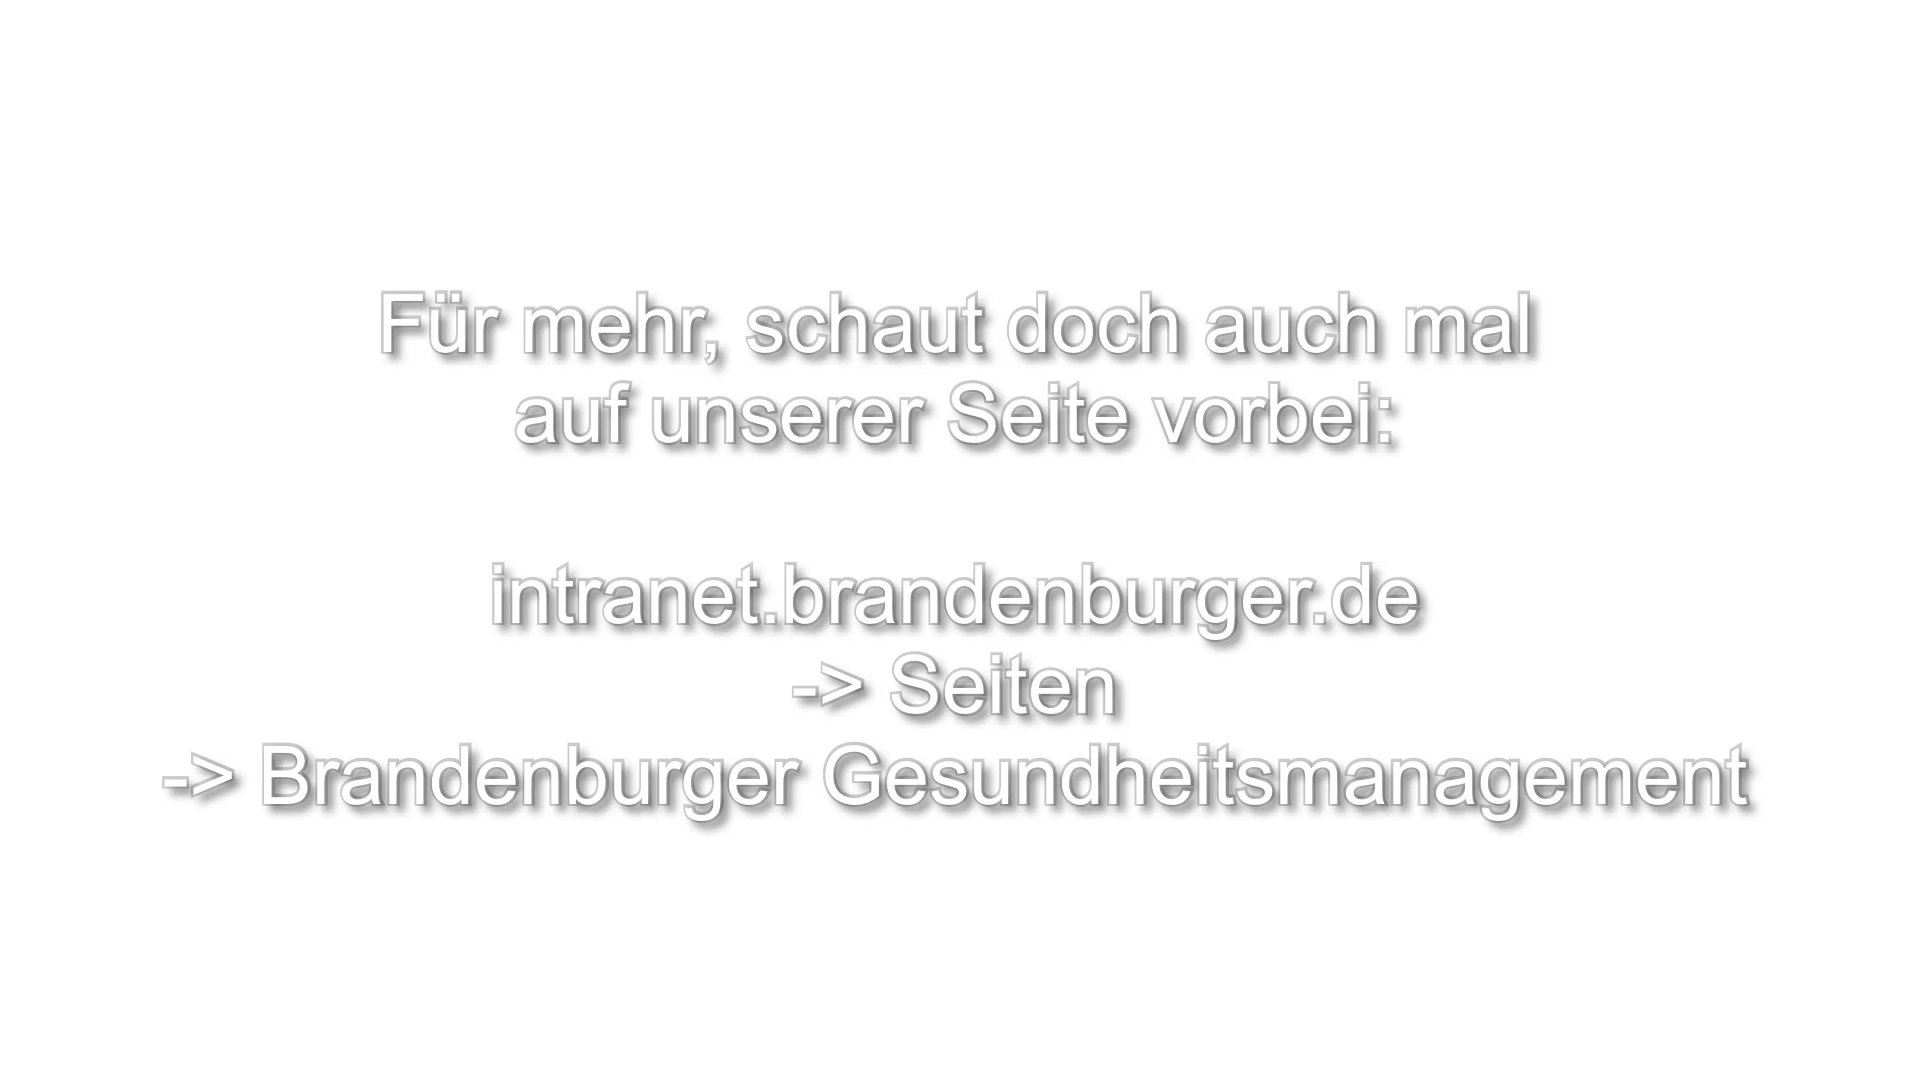 Für mehr, schaut doch auch mal
auf unserer Seite vorbei:
intranet.brandenburger.de
-> Seiten
-> Brandenburger Gesundheitsmanagement